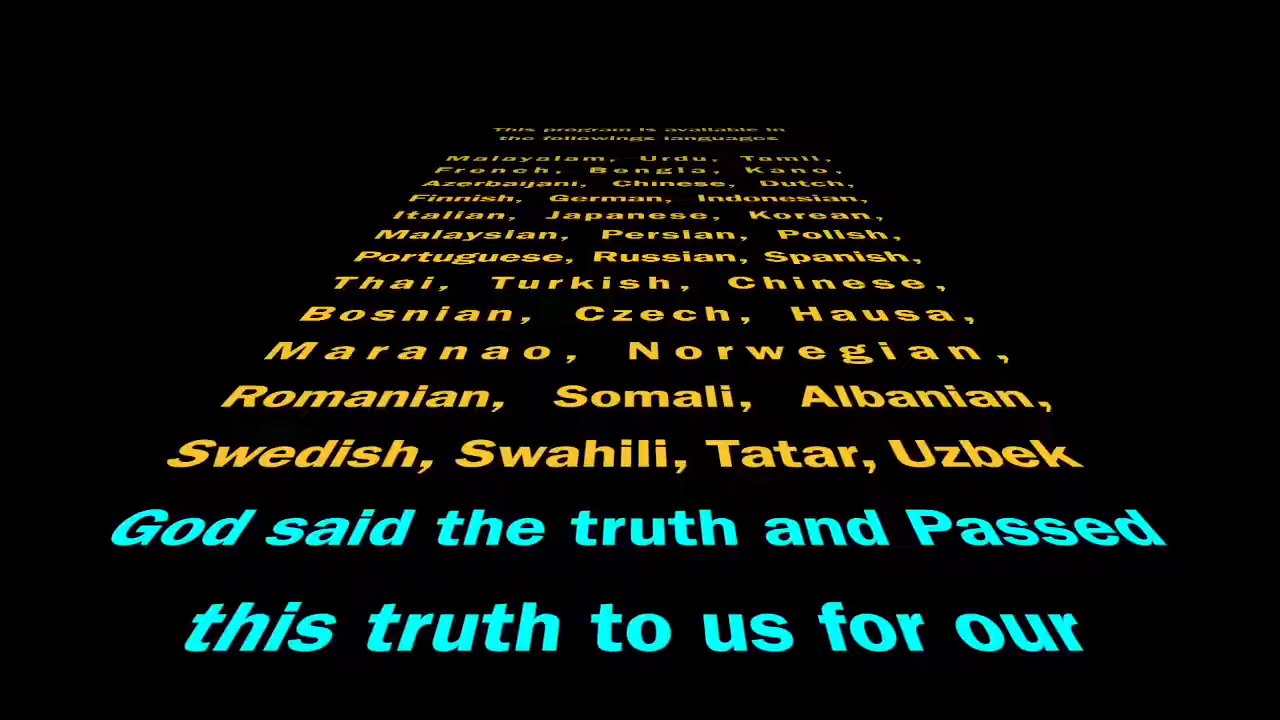 This program is available in
the followings languages
Malayalam, Urdu, Tamil,
French, Bongla, Kano,
Azerbaijani, Chinese, Dutch,
Finnish, German, Indonesian,
Italian, Japanese, Korean,
Malaysian, Persian, Polish,
Portuguese, Russian, Spanish,
Thai, Turkish, Chinese,
Bosnian, Czech, Hausa,
Maranao, Norwegian,
Romanian, Somali, Albanian,
Swedish, Swahili, Tatar, Uzbek
God said the truth and Passed
this truth to us for our